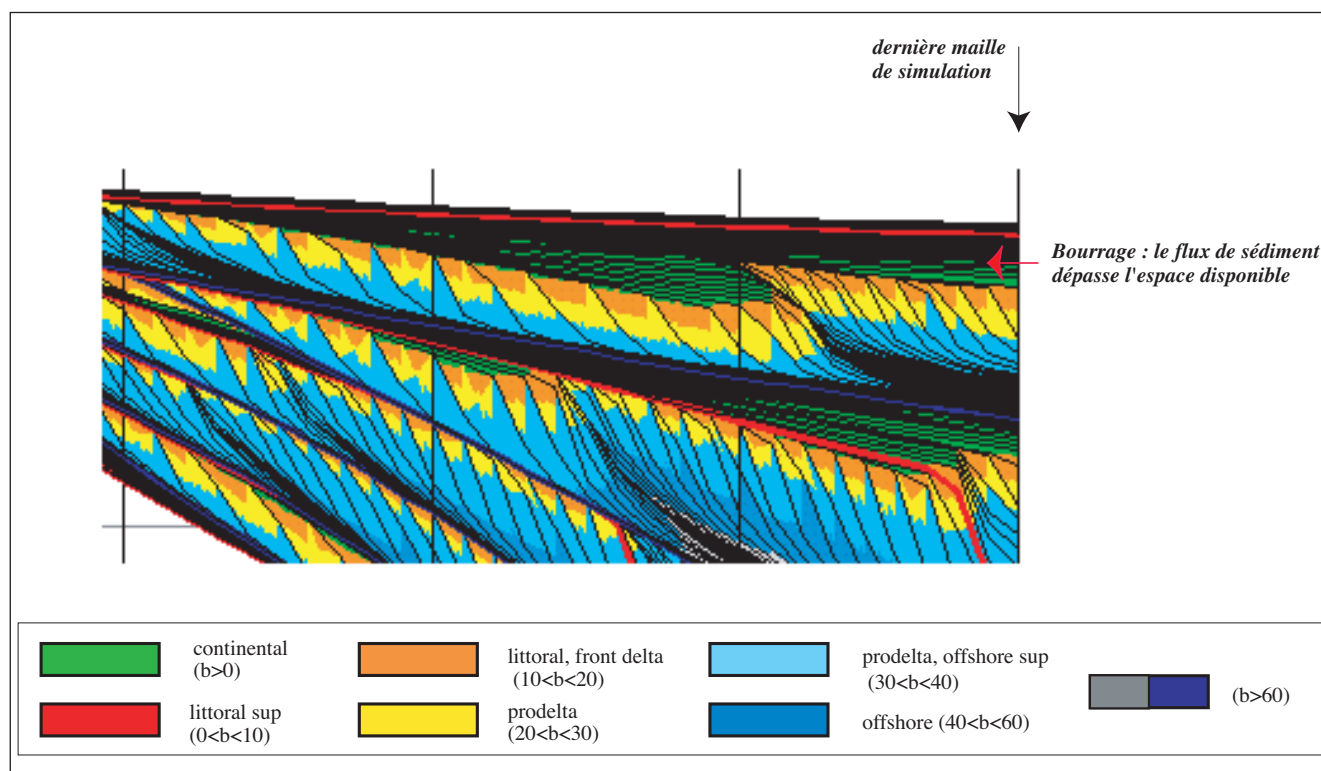 dernière maille
de simulation
Bourrage : le flux de sédiment
dépasse l'espace disponible
continental
(b>0)
littoral sup
(0<b<10)
littoral, front delta
(10<b<20)
prodelta
(20<b<30)
prodelta, offshore sup
(30<b<40)
offshore (40<b<60)
(b>60)